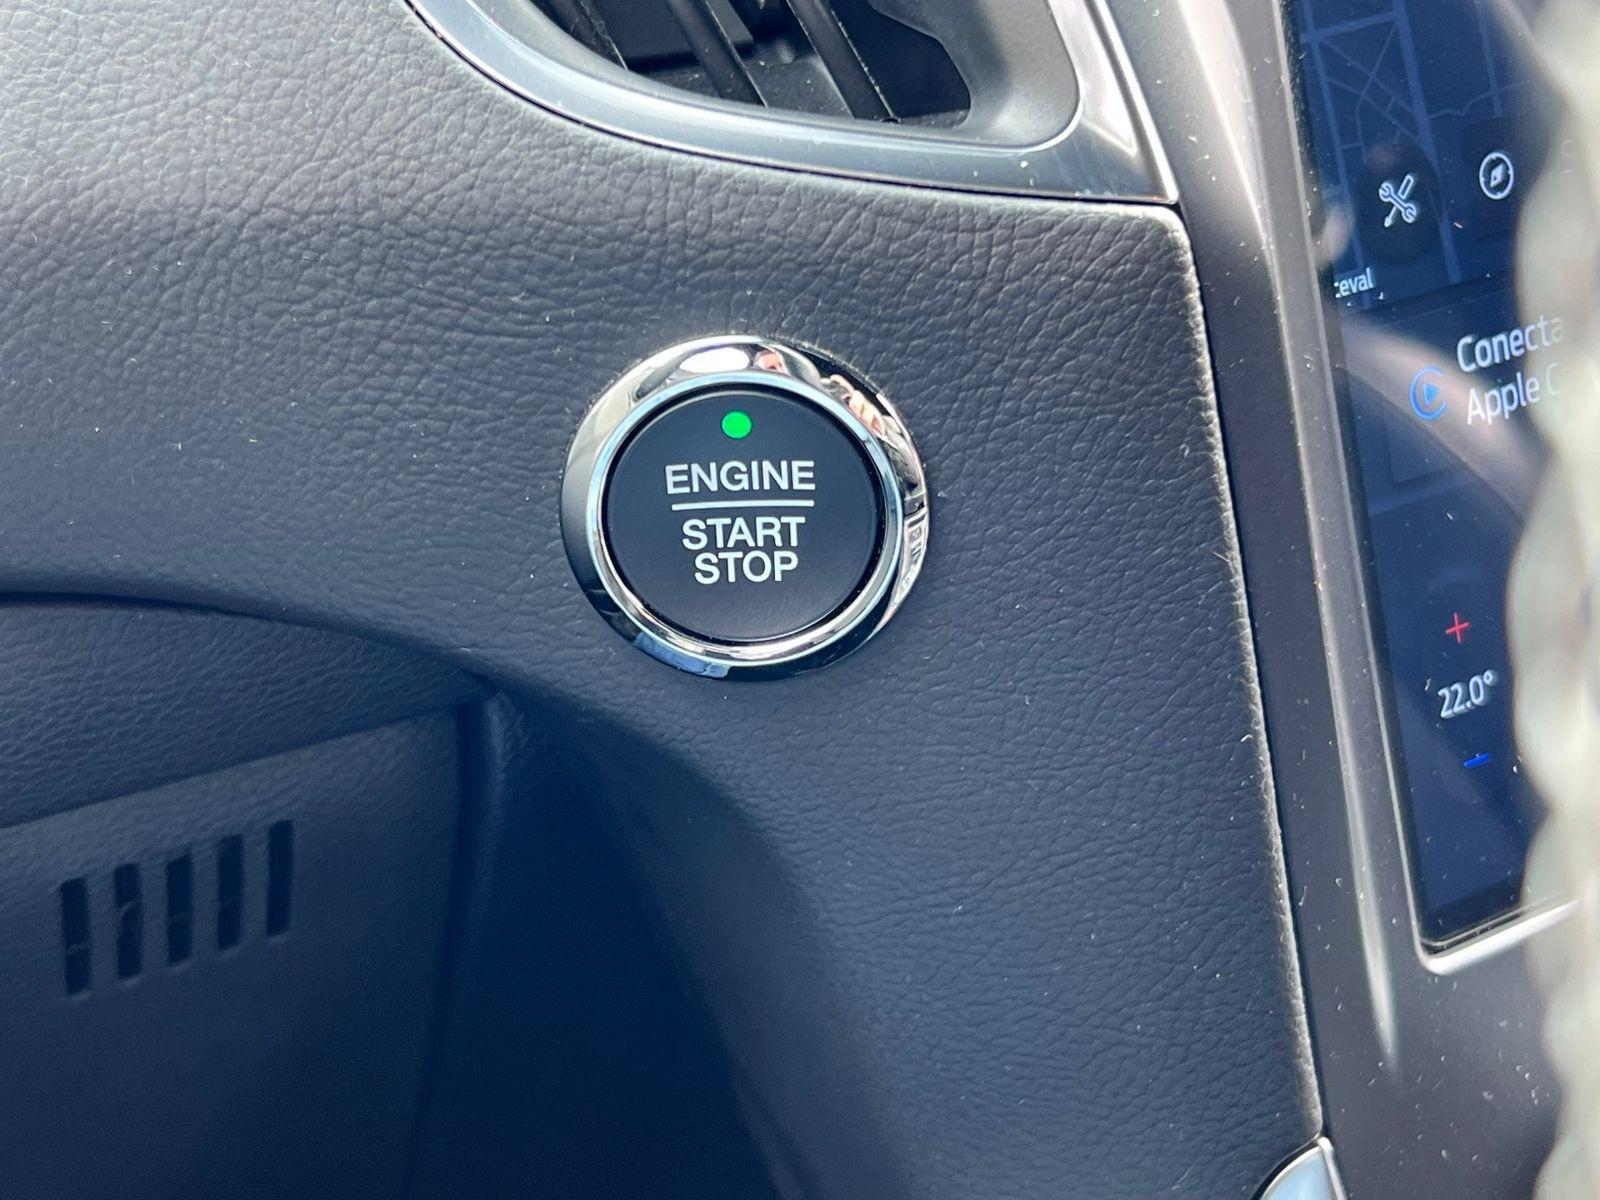 ENGINE
START
STOP
Conecta
Apple C
22.0°